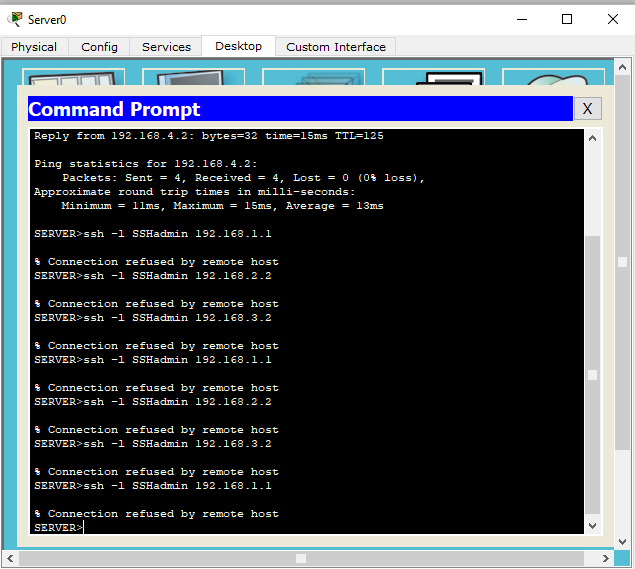 Server0
Physical Config Services Desktop Custom Interface
Command Prompt X
Reply from 192.168.4.2: bytes=32 time=15ms TTL=125
Ping statistics for 192.168.4.2:
Packets: Sent = 4, Received = 4, Lost = 0 (0% loss),
Approximate round trip times in milli-seconds:
Minimum = 11ms, Maximum = 15ms, Average = 13ms
SERVER>ssh -l SSHadmin 192.168.1.1
% Connection refused by remote host
SERVER>ssh -l SSHadmin 192.168.2.2
% Connection refused by remote host
SERVER>ssh -l SSHadmin 192.168.3.2
% Connection refused by remote host
SERVER>ssh -l SSHadmin 192.168.1.1
% Connection refused by remote host
SERVER>ssh -l SSHadmin 192.168.2.2
% Connection refused by remote host
SERVER>ssh -l SSHadmin 192.168.3.2
% Connection refused by remote host
SERVER>ssh -l SSHadmin 192.168.1.1
% Connection refused by remote host
SERVER>